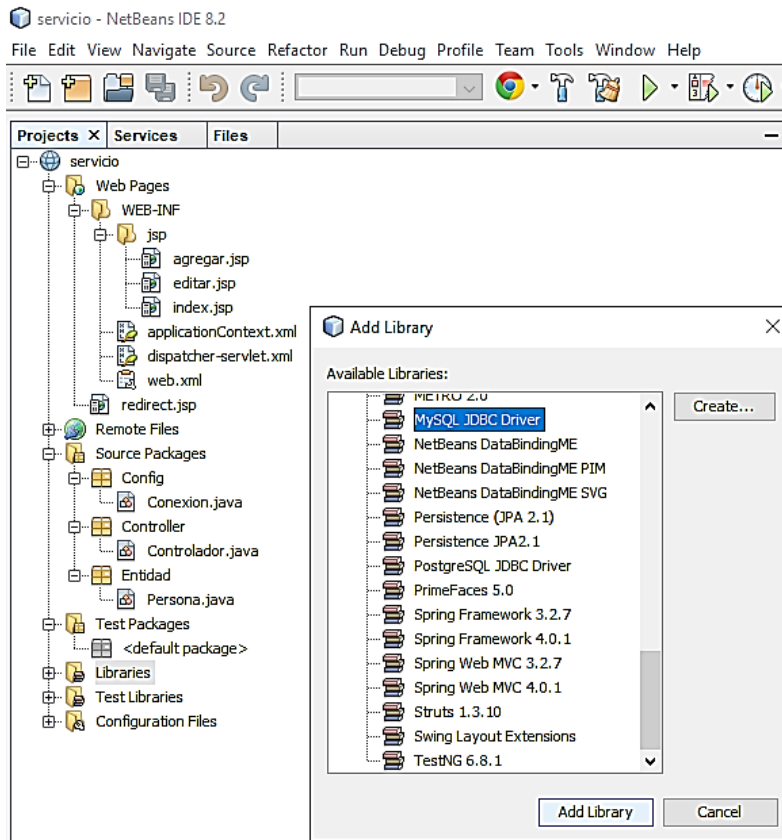 servicio - NetBeans IDE 8.2
File Edit View Navigate Source Refactor Run Debug Profile Team Tools Window Help
Projects × Services Files
servicio
Web Pages
WEB-INF
jsp
agregar.jsp
editar.jsp
index.jsp
applicationContext.xml
dispatcher-servlet.xml
web.xml
redirect.jsp
Remote Files
Source Packages
Config
Conexion.java
Controller
Controlador.java
Entidad
Persona.java
Test Packages
<default package>
Libraries
Test Libraries
Configuration Files
Add Library
Available Libraries:
METRO 2.0
MySQL JDBC Driver
NetBeans DataBindingME
NetBeans DataBindingME PIM
NetBeans DataBindingME SVG
Persistence (JPA 2.1)
Persistence JPA2.1
PostgreSQL JDBC Driver
PrimeFaces 5.0
Spring Framework 3.2.7
Spring Framework 4.0.1
Spring Web MVC 3.2.7
Spring Web MVC 4.0.1
Struts 1.3.10
Swing Layout Extensions
TestNG 6.8.1
Create...
Add Library Cancel